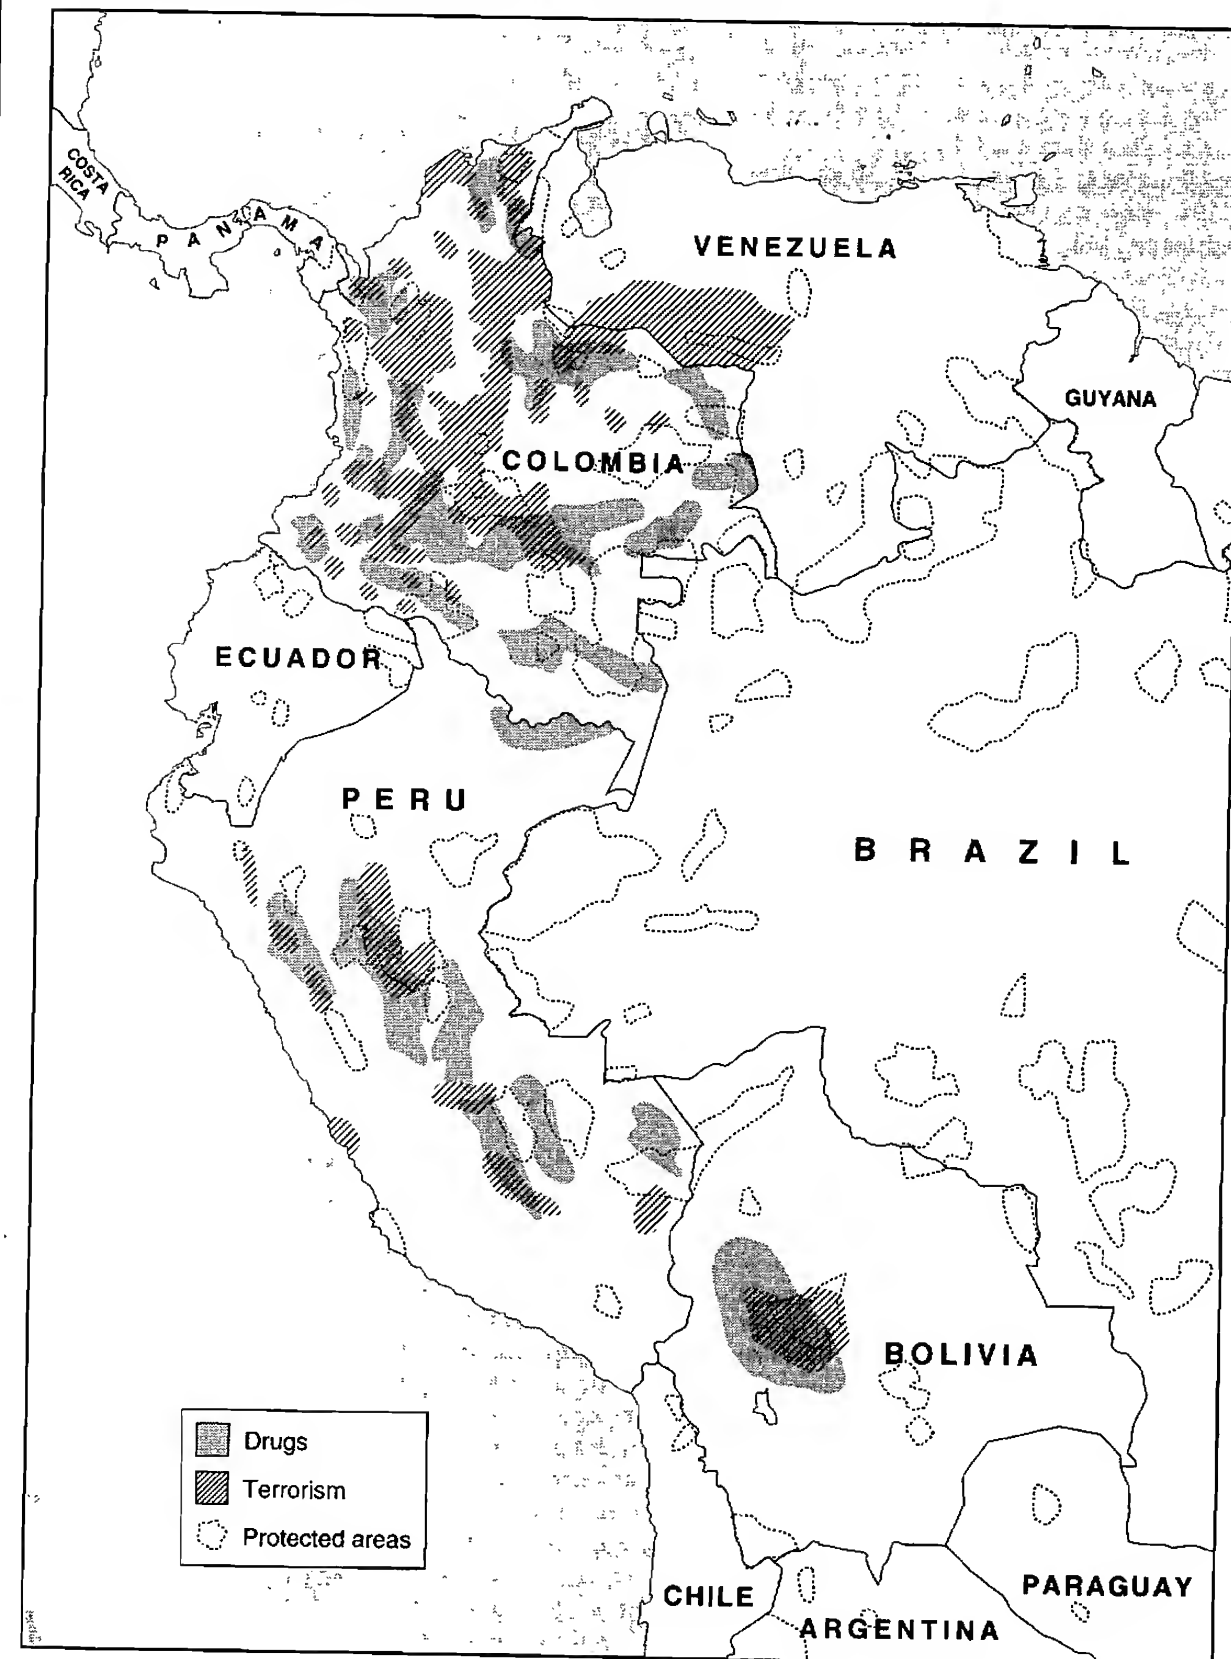 COSTA
RICA
PANAMA
VENEZUELA
GUYANA
COLOMBIA
ECUADOR
PERU
BRAZIL
BOLIVIA
Drugs
Terrorism
Protected areas
CHILE
PARAGUAY
ARGENTINA